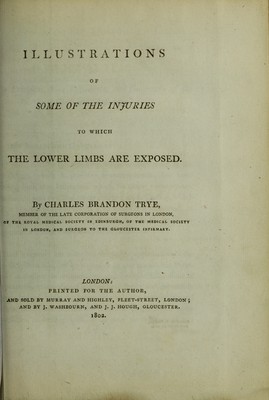 ILLUSTRATIONS
OF
SOME OF THE INJURIES
TO WHICH
THE LOWER LIMBS ARE EXPOSED.
By CHARLES BRANDON TRYE,
MEMBER OF THE LATE CORPORATION OF SURGEONS IN LONDON,
OF THE ROYAL MEDICAL SOCIETY IN EDINBURGH, OF THE MEDICAL SOCIETY
IN LONDON, AND SURGEON TO THE GLOUCESTER INFIRMARY.
LONDON:
PRINTED FOR THE AUTHOR,
AND SOLD BY MURRAY AND HIGHLEY, FLEET-STREET, LONDON;
AND BY J. WASHBOURN, AND J. J. HOUGH, GLOUCESTER.
1802.